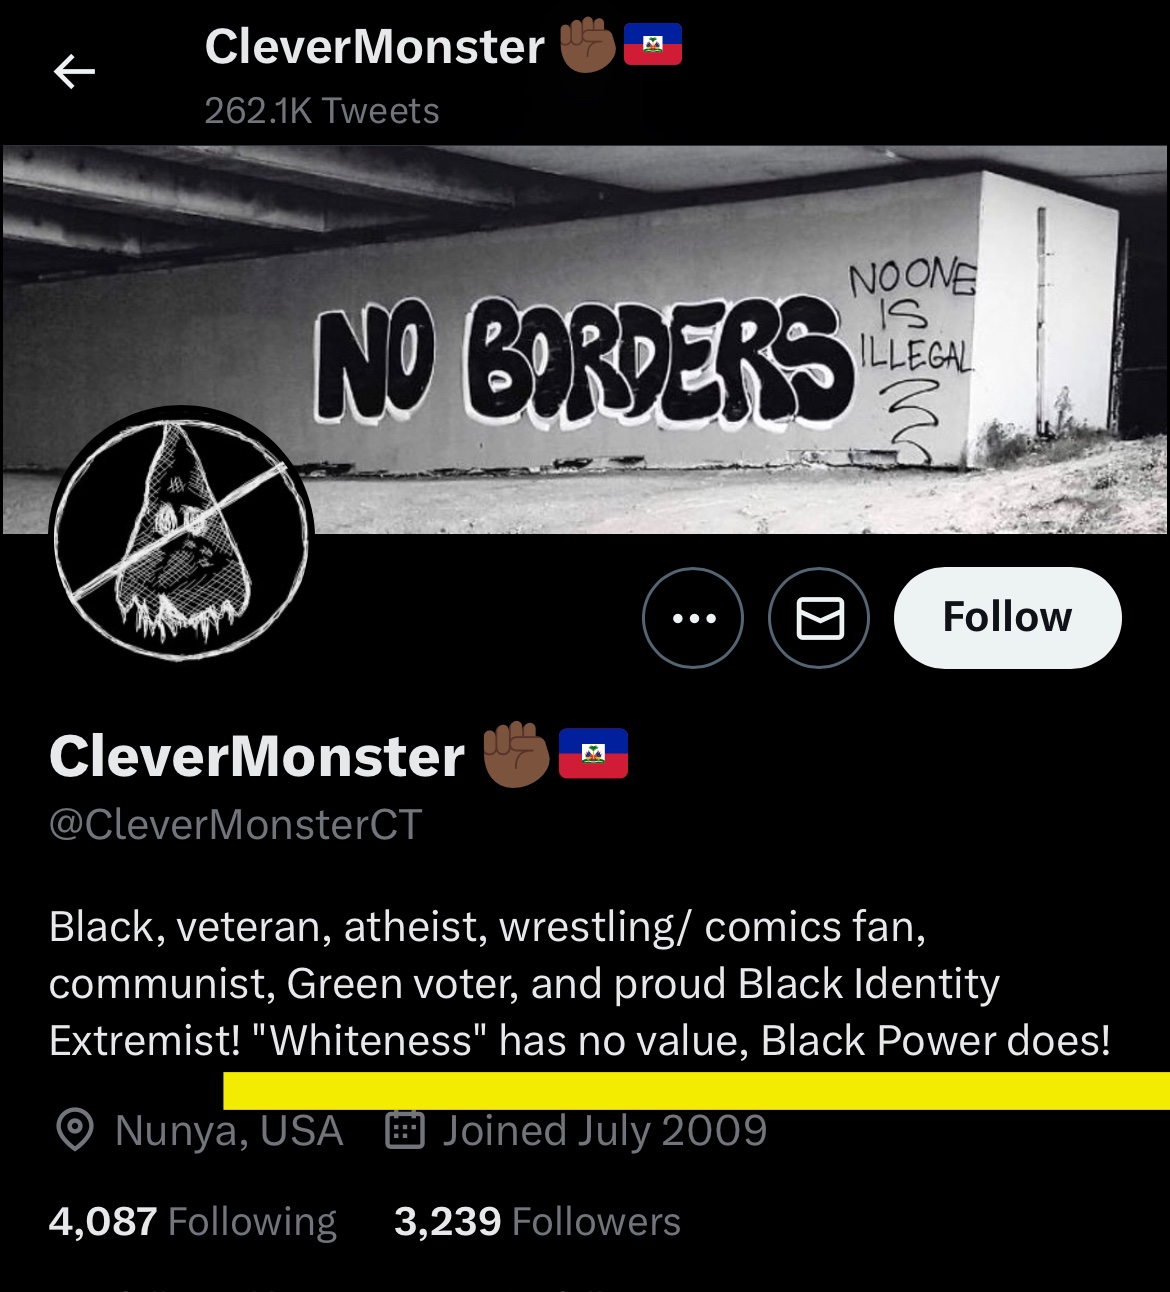 CleverMonster ✊🏾🇭🇹
262.1K Tweets
NO BORDERS
NO ONE
IS
ILLEGAL
Follow
CleverMonster ✊🏾🇭🇹
@CleverMonsterCT
Black, veteran, atheist, wrestling/ comics fan,
communist, Green voter, and proud Black Identity
Extremist! "Whiteness" has no value, Black Power does!
Nunya, USA Joined July 2009
4,087 Following 3,239 Followers